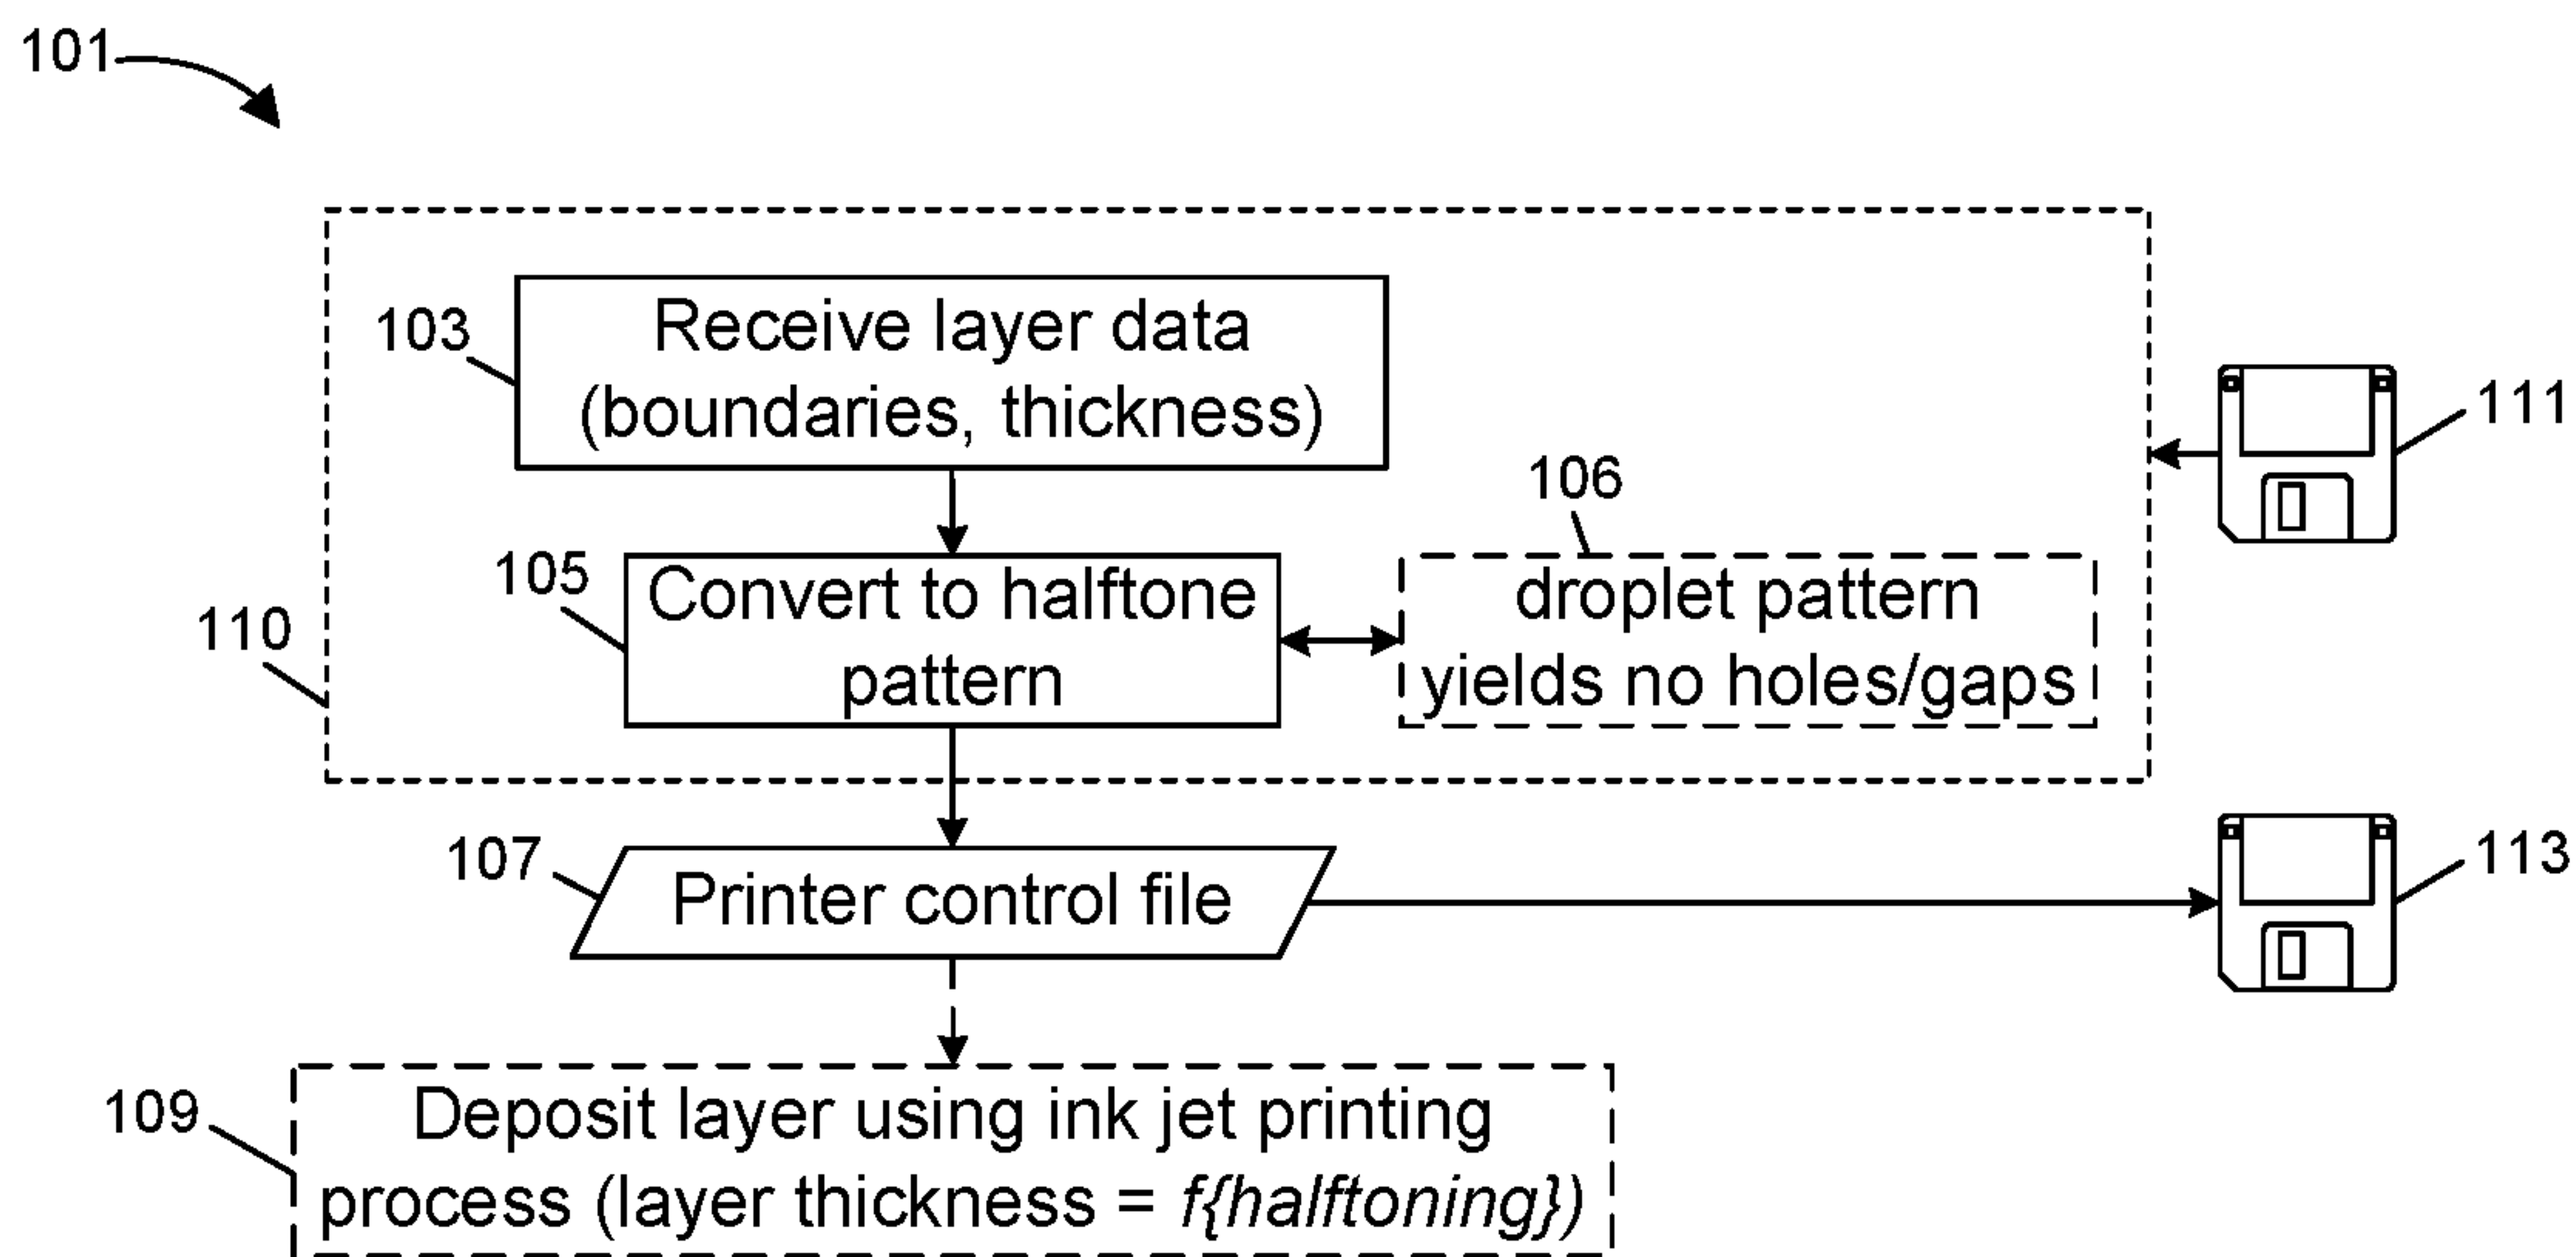 101
103
Receive layer data
(boundaries, thickness)
111
106
105
Convert to halftone
pattern
droplet pattern
yields no holes/gaps
110
107
Printer control file
113
109
Deposit layer using ink jet printing
process (layer thickness = f{halftoning})